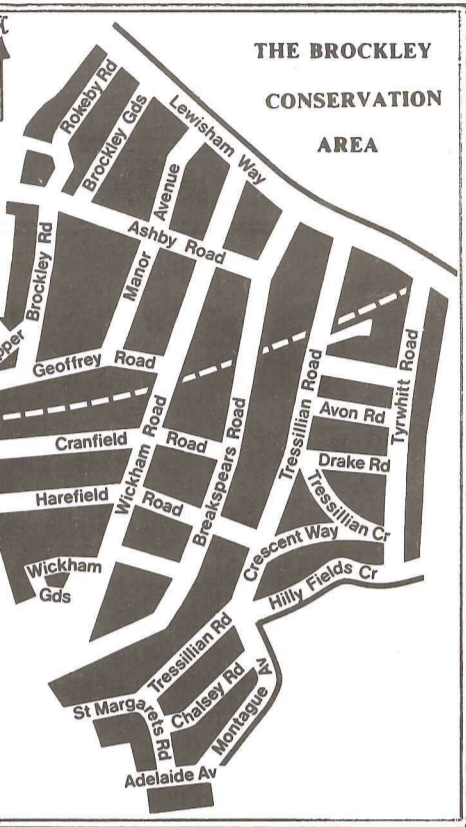 THE BROCKLEY
CONSERVATION
AREA
Rokeby Rd
Brockley Gds
Lewisham Way
Manor Avenue
Ashby Road
Brockley Rd
pper
Geoffrey Road
Cranfield Road
Harefield Road
Wickham Road
Breakspears Road
Tressillian Road
Tyrwhitt Road
Avon Rd
Drake Rd
Tressillian Cr
Crescent Way
Hilly Fields Cr
Wickham
Gds
Tressillian Rd
St Margarets Rd
Chalsey Rd
Montague Av
Adelaide Av